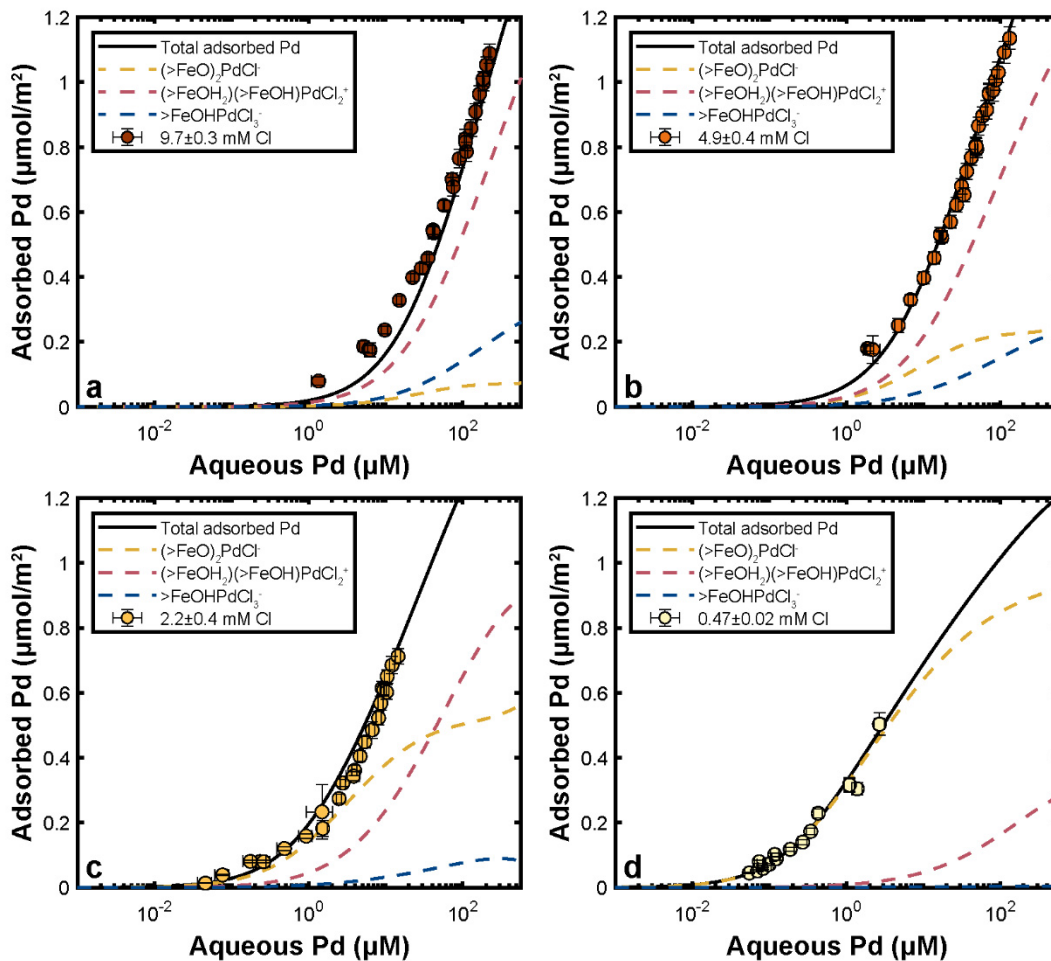 1.2
1
0.8
0.6
0.4
0.2
0
Adsorbed Pd (µmol/m²)
Total adsorbed Pd
(>FeO)₂PdCl⁻
(>FeOH₂)(>FeOH)PdCl₂⁺
>FeOHPdCl₃⁻
9.7±0.3 mM Cl
a
10⁻² 10⁰ 10²
Aqueous Pd (µM)
1.2
1
0.8
0.6
0.4
0.2
0
Adsorbed Pd (µmol/m²)
Total adsorbed Pd
(>FeO)₂PdCl⁻
(>FeOH₂)(>FeOH)PdCl₂⁺
>FeOHPdCl₃⁻
4.9±0.4 mM Cl
b
10⁻² 10⁰ 10²
Aqueous Pd (µM)
1.2
1
0.8
0.6
0.4
0.2
0
Adsorbed Pd (µmol/m²)
Total adsorbed Pd
(>FeO)₂PdCl⁻
(>FeOH₂)(>FeOH)PdCl₂⁺
>FeOHPdCl₃⁻
2.2±0.4 mM Cl
c
10⁻² 10⁰ 10²
Aqueous Pd (µM)
1.2
1
0.8
0.6
0.4
0.2
0
Adsorbed Pd (µmol/m²)
Total adsorbed Pd
(>FeO)₂PdCl⁻
(>FeOH₂)(>FeOH)PdCl₂⁺
>FeOHPdCl₃⁻
0.47±0.02 mM Cl
d
10⁻² 10⁰ 10²
Aqueous Pd (µM)